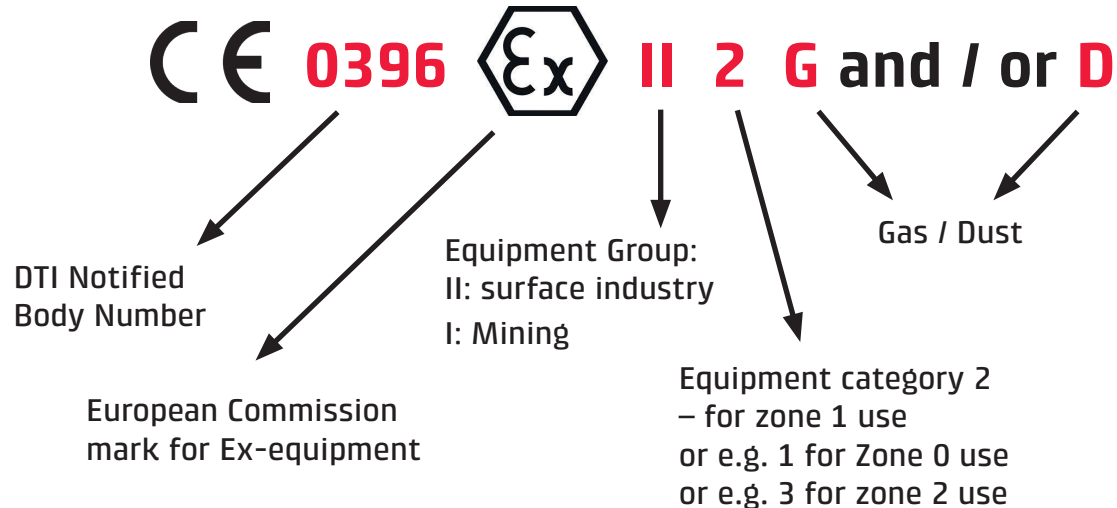 CE 0396 Ex II 2 G and / or D
DTI Notified
Body Number
European Commission
mark for Ex-equipment
Equipment Group:
II: surface industry
I: Mining
Equipment category 2
– for zone 1 use
or e.g. 1 for Zone 0 use
or e.g. 3 for zone 2 use
Gas / Dust